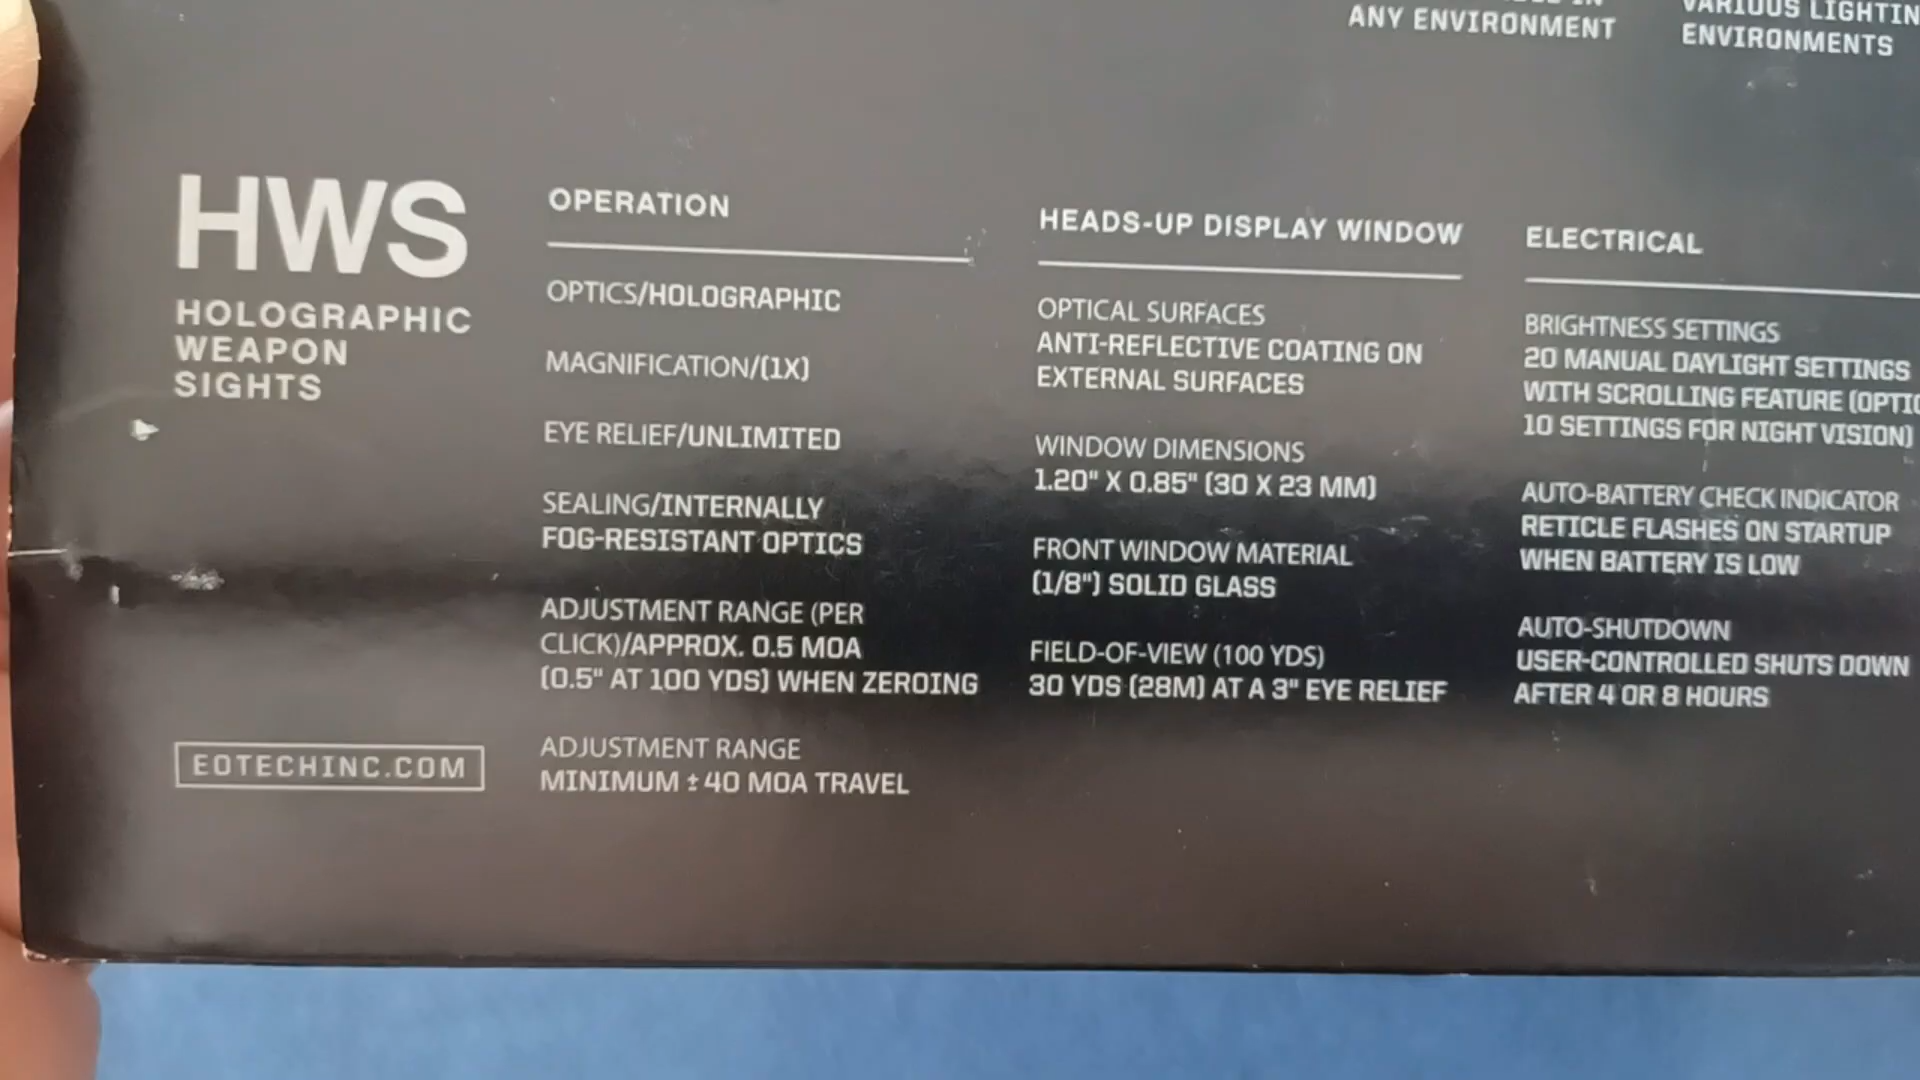 ANY ENVIRONMENT
VARIOUS LIGHTIN
ENVIRONMENTS
HWS
HOLOGRAPHIC
WEAPON
SIGHTS
EOTECHINC.COM
OPERATION
OPTICS/HOLOGRAPHIC
MAGNIFICATION/(1X)
EYE RELIEF/UNLIMITED
SEALING/INTERNALLY
FOG-RESISTANT OPTICS
ADJUSTMENT RANGE (PER
CLICK)/APPROX. 0.5 MOA
(0.5" AT 100 YDS) WHEN ZEROING
ADJUSTMENT RANGE
MINIMUM ± 40 MOA TRAVEL
HEADS-UP DISPLAY WINDOW
OPTICAL SURFACES
ANTI-REFLECTIVE COATING ON
EXTERNAL SURFACES
WINDOW DIMENSIONS
1.20" X 0.85" (30 X 23 MM)
FRONT WINDOW MATERIAL
(1/8") SOLID GLASS
FIELD-OF-VIEW (100 YDS)
30 YDS (28M) AT A 3" EYE RELIEF
ELECTRICAL
BRIGHTNESS SETTINGS
20 MANUAL DAYLIGHT SETTINGS
WITH SCROLLING FEATURE (OPTIO
10 SETTINGS FOR NIGHT VISION)
AUTO-BATTERY CHECK INDICATOR
RETICLE FLASHES ON STARTUP
WHEN BATTERY IS LOW
AUTO-SHUTDOWN
USER-CONTROLLED SHUTS DOWN
AFTER 4 OR 8 HOURS